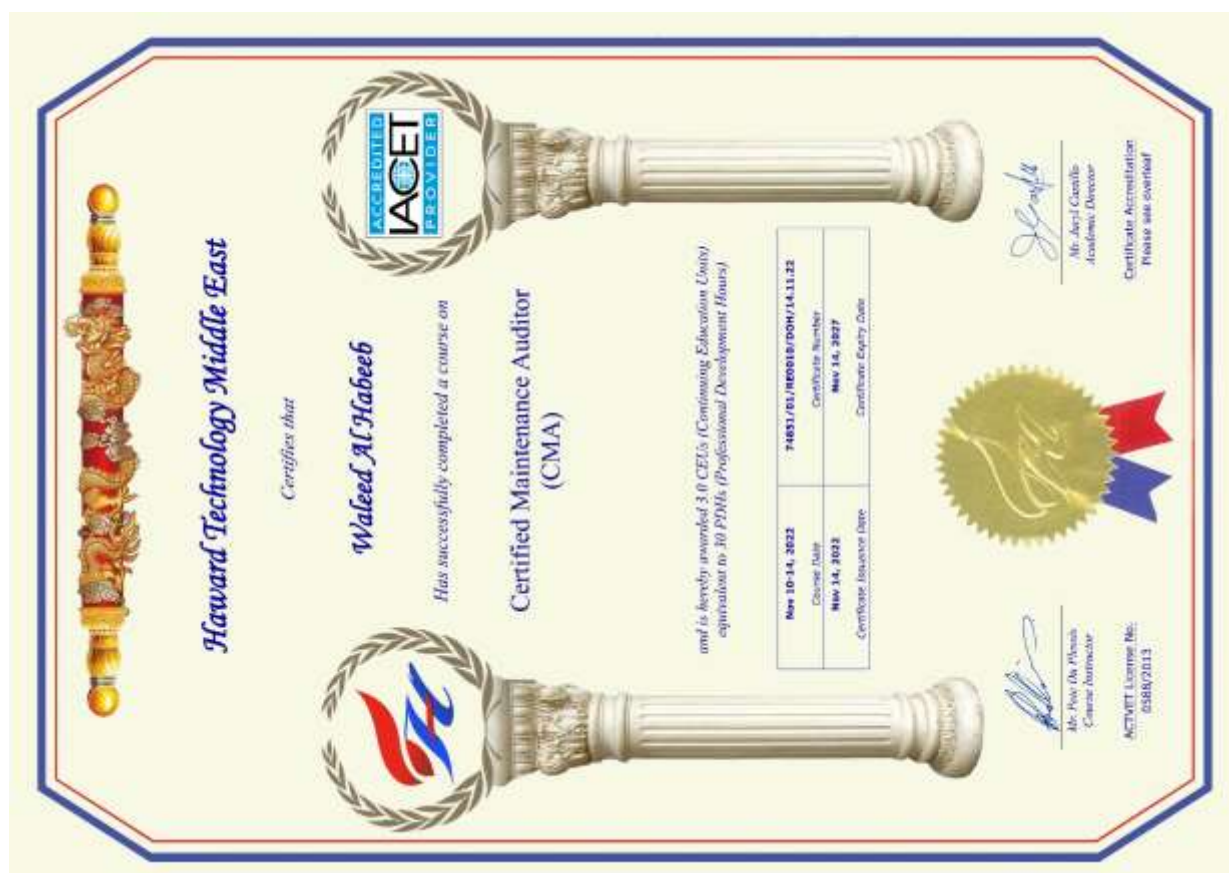 ACCREDITED
IACET
PROVIDER
Haward Technology Middle East
Certifies that
Waleed Al Habeeb
Has successfully completed a course on
Certified Maintenance Auditor
(CMA)
and is hereby awarded 3.0 CEUs (Continuing Education Units)
equivalent to 30 PDHs (Professional Development Hours)
Nov 10-14, 2022 74851/01/RE0010/DOH/14.11.22
Course Date Certificate Number
Nov 14, 2022 Nov 14, 2027
Certificate Issuance Date Certificate Expiry Date
Mr. Pete Du Plessis
Course Instructor
Mr. Jaryl Castillo
Academic Director
ACTVET License No.
0588/2013
Certificate Accreditation
Please see overleaf